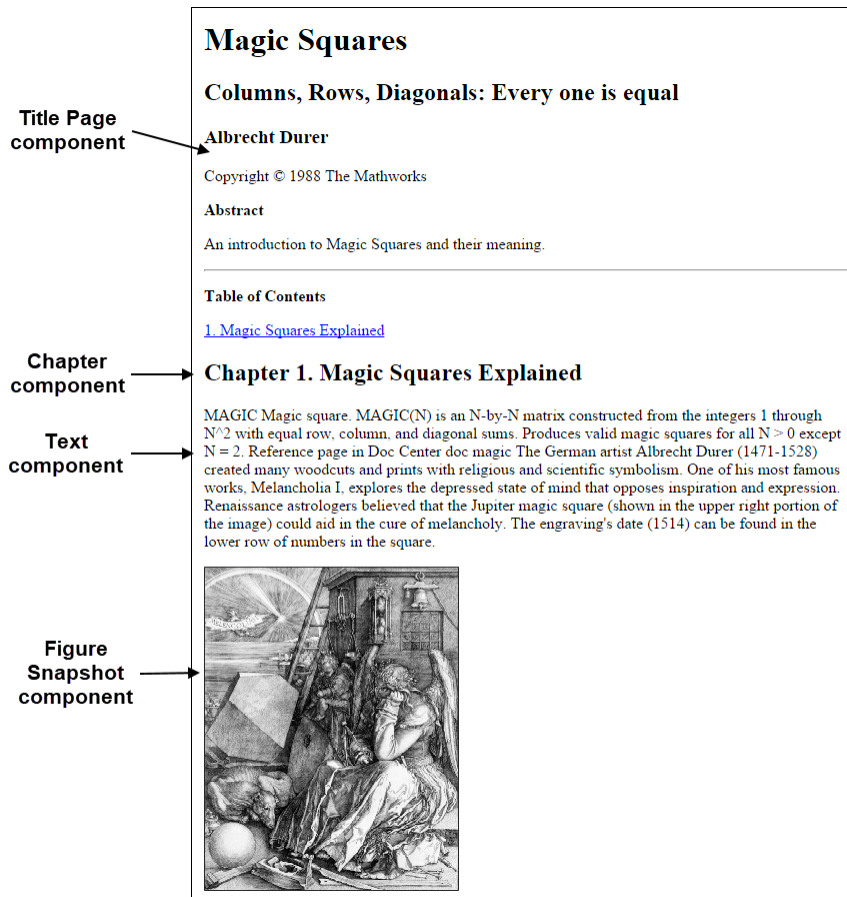 Magic Squares
Columns, Rows, Diagonals: Every one is equal
Title Page
component
Albrecht Durer
Copyright © 1988 The Mathworks
Abstract
An introduction to Magic Squares and their meaning.
Table of Contents
1. Magic Squares Explained
Chapter
component
Chapter 1. Magic Squares Explained
Text
component
MAGIC Magic square. MAGIC(N) is an N-by-N matrix constructed from the integers 1 through
N^2 with equal row, column, and diagonal sums. Produces valid magic squares for all N > 0 except
N = 2. Reference page in Doc Center doc magic The German artist Albrecht Durer (1471-1528)
created many woodcuts and prints with religious and scientific symbolism. One of his most famous
works, Melancholia I, explores the depressed state of mind that opposes inspiration and expression.
Renaissance astrologers believed that the Jupiter magic square (shown in the upper right portion of
the image) could aid in the cure of melancholy. The engraving's date (1514) can be found in the
lower row of numbers in the square.
Figure
Snapshot
component